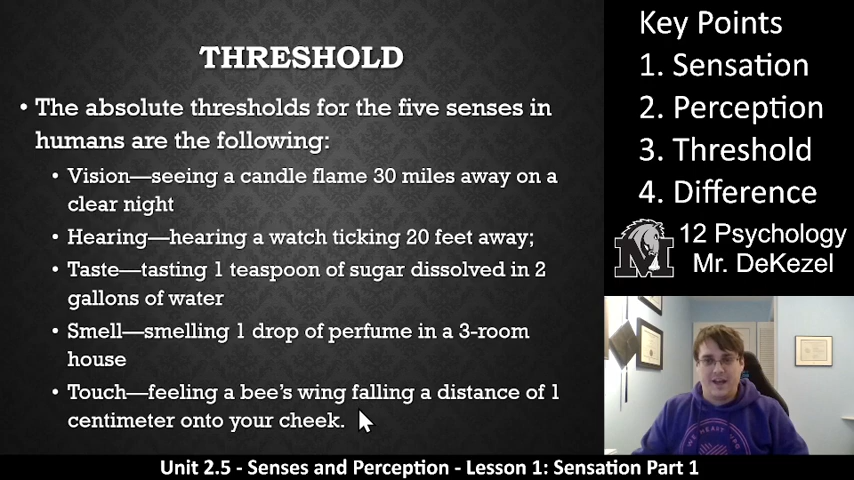 THRESHOLD
• The absolute thresholds for the five senses in
humans are the following:
• Vision—seeing a candle flame 30 miles away on a
clear night
• Hearing—hearing a watch ticking 20 feet away;
• Taste—tasting 1 teaspoon of sugar dissolved in 2
gallons of water
• Smell—smelling 1 drop of perfume in a 3-room
house
• Touch—feeling a bee's wing falling a distance of 1
centimeter onto your cheek.
Key Points
1. Sensation
2. Perception
3. Threshold
4. Difference
M
12 Psychology
Mr. DeKezel
Unit 2.5 - Senses and Perception - Lesson 1: Sensation Part 1